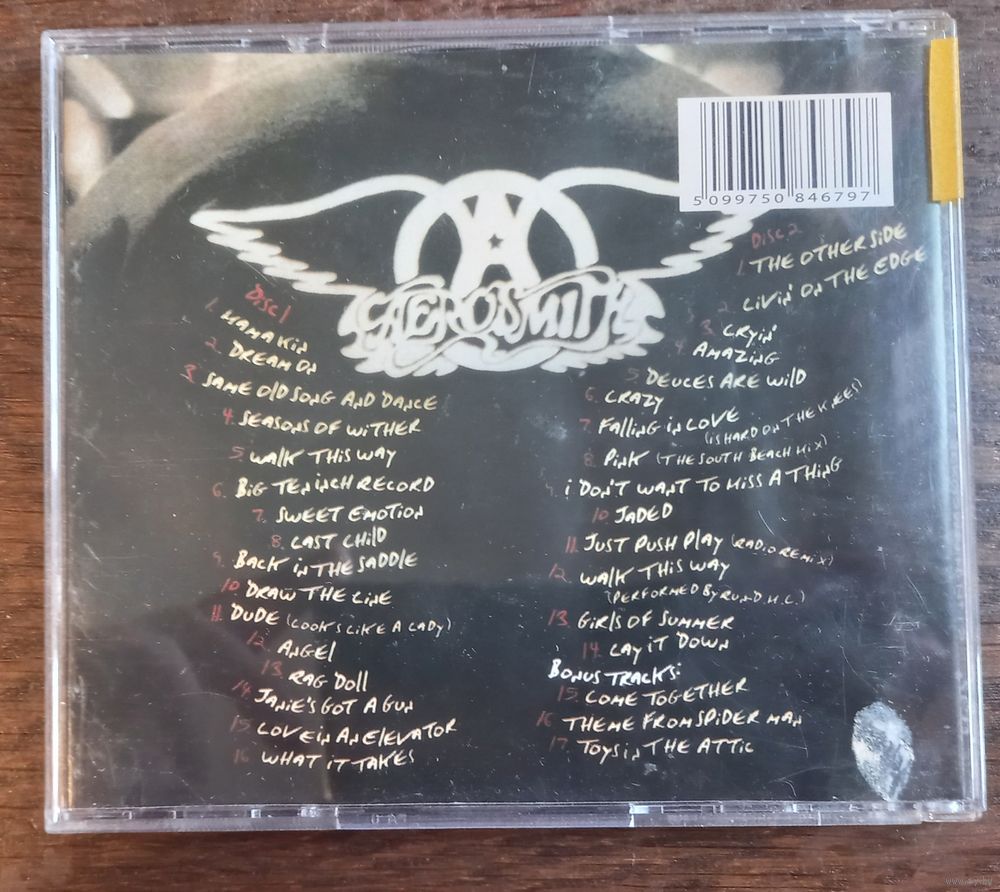 5099750 846797
AEROSMITH
DISC 1
1. MAMA KIN
2. DREAM ON
3. SAME OLD SONG AND DANCE
4. SEASONS OF WITHER
5. WALK THIS WAY
6. BIG TEN INCH RECORD
7. SWEET EMOTION
8. LAST CHILD
9. BACK IN THE SADDLE
10. DRAW THE LINE
11. DUDE (LOOKS LIKE A LADY)
12. ANGEL
13. RAG DOLL
14. JANIE'S GOT A GUN
15. LOVE IN AN ELEVATOR
16. WHAT IT TAKES
DISC 2
1. THE OTHER SIDE
2. LIVIN' ON THE EDGE
3. CRYIN'
4. AMAZING
5. DEUCES ARE WILD
6. CRAZY
7. FALLING IN LOVE
(IS HARD ON THE KNEES)
8. PINK (THE SOUTH BEACH MIX)
9. I DON'T WANT TO MISS A THING
10. JADED
11. JUST PUSH PLAY (RADIO REMIX)
12. WALK THIS WAY
(PERFORMED BY RUN D.M.C.)
13. GIRLS OF SUMMER
14. LAY IT DOWN
BONUS TRACKS:
15. COME TOGETHER
16. THEME FROM SPIDER MAN
17. TOYS IN THE ATTIC